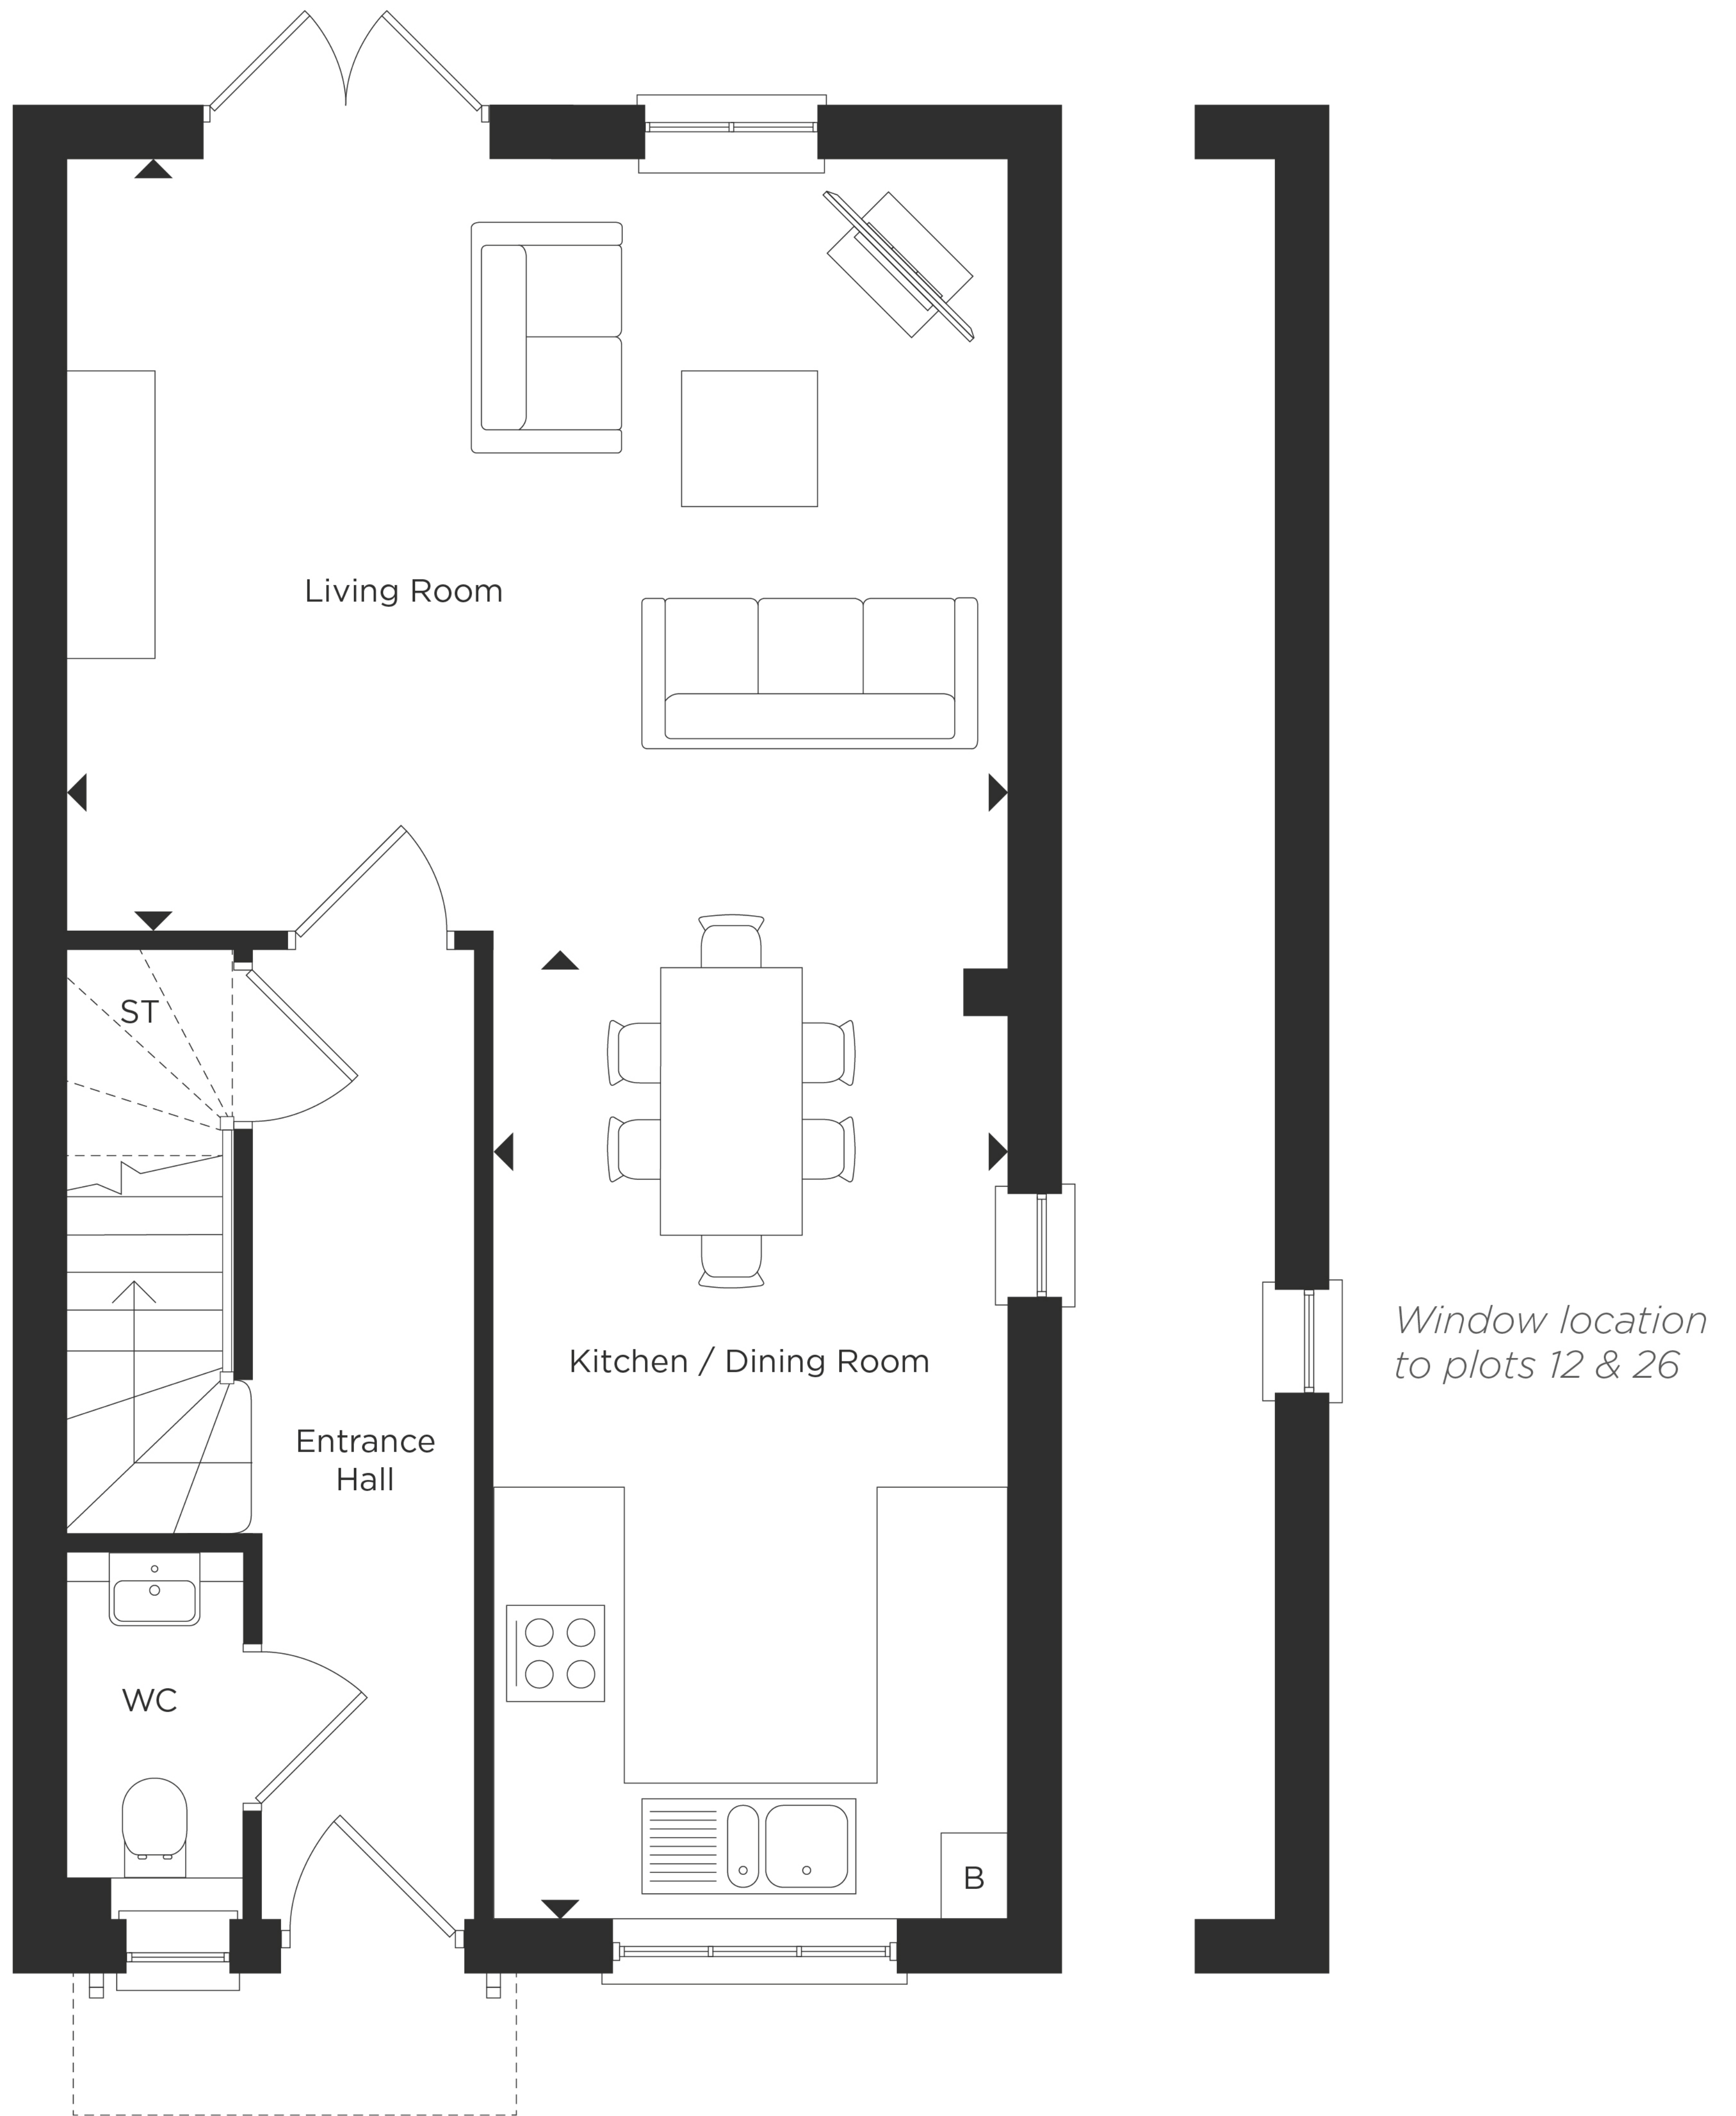 Living Room
ST
Kitchen / Dining Room
Entrance
Hall
WC
B
Window location
to plots 12 & 26